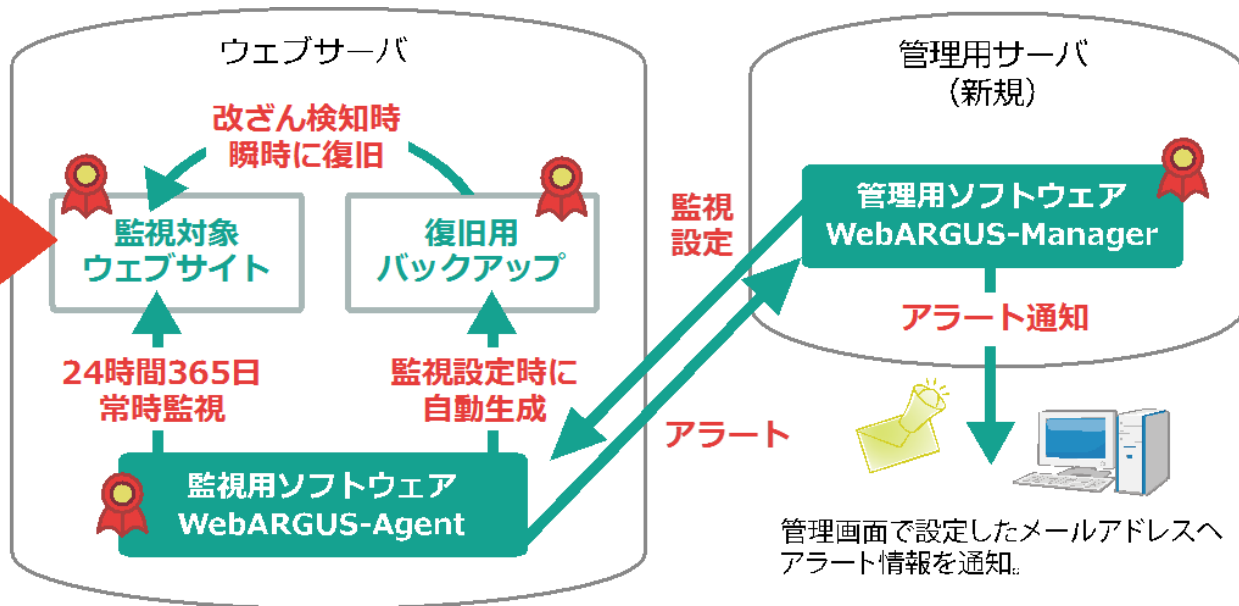 ウェブサーバ
改ざん検知時
瞬時に復旧
監視対象
ウェブサイト
復旧用
バックアップ
24時間365日
常時監視
監視設定時に
自動生成
監視用ソフトウェア
WebARGUS-Agent
監視
設定
アラート
管理用サーバ
（新規）
管理用ソフトウェア
WebARGUS-Manager
アラート通知
管理画面で設定したメールアドレスへ
アラート情報を通知。